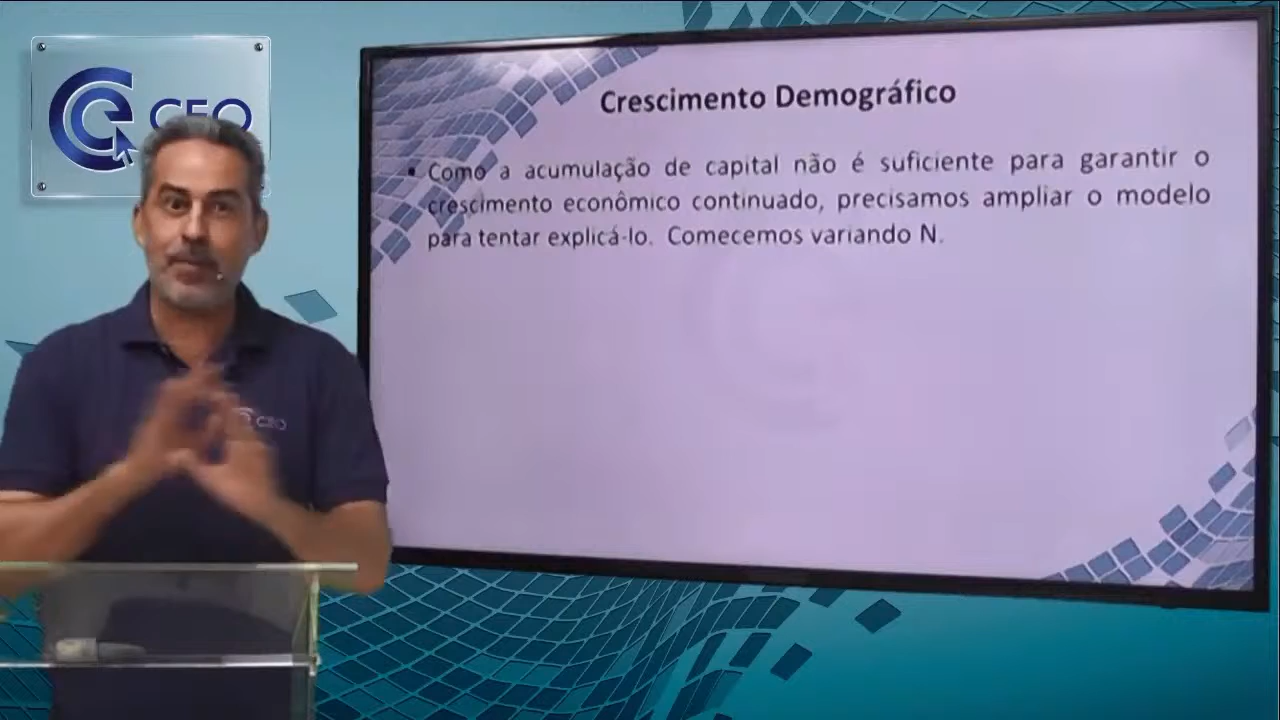 CEO
Crescimento Demográfico
• Como a acumulação de capital não é suficiente para garantir o
crescimento econômico continuado, precisamos ampliar o modelo
para tentar explicá-lo. Comecemos variando N.
CEO